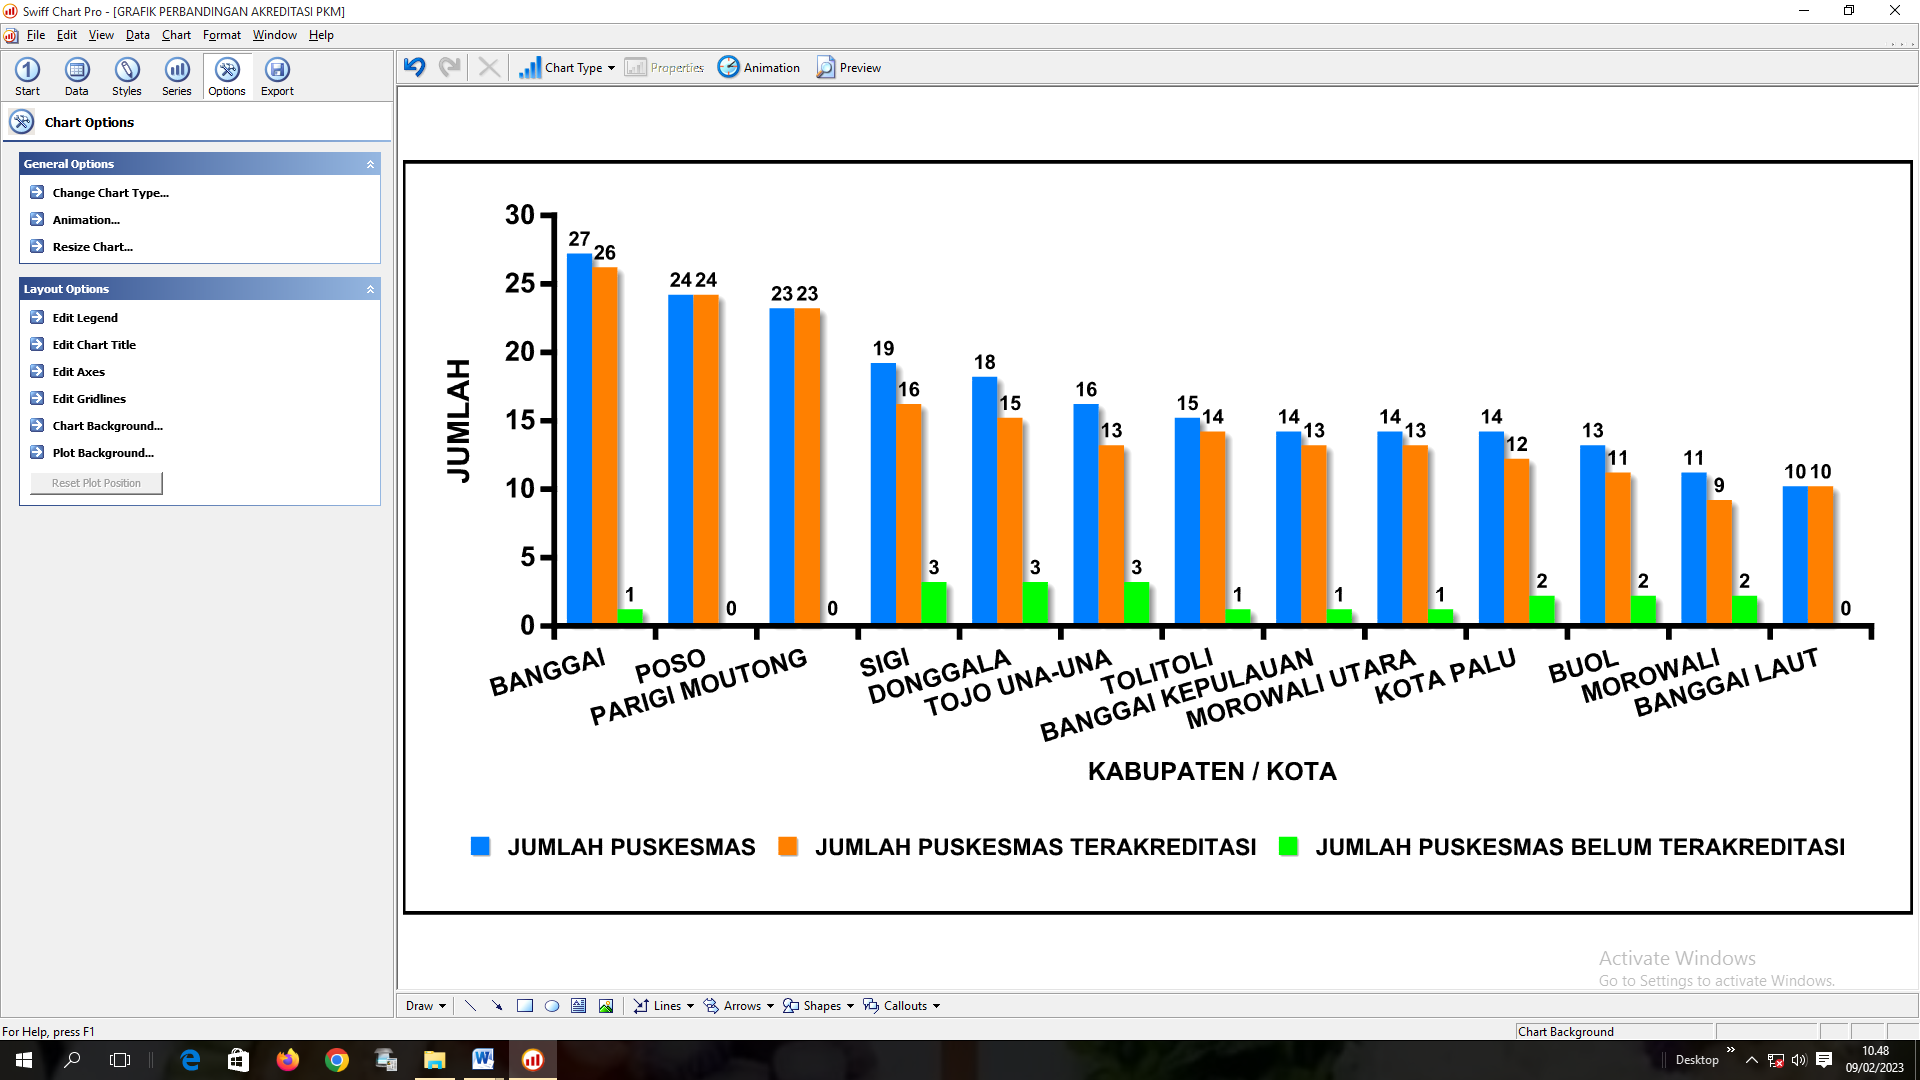 Swiff Chart Pro - [GRAFIK PERBANDINGAN AKREDITASI PKM]
File Edit View Data Chart Format Window Help
Start Data Styles Series Options Export
Chart Type Properties Animation Preview
Chart Options
General Options
Change Chart Type...
Animation...
Resize Chart...
Layout Options
Edit Legend
Edit Chart Title
Edit Axes
Edit Gridlines
Chart Background...
Plot Background...
Reset Plot Position
JUMLAH
30
25
20
15
10
5
0
27 26 1
24 24 0
23 23 0
19 16 3
18 15 3
16 13 3
15 14 1
14 13 1
14 13 1
14 12 2
13 11 2
11 9 2
10 10 0
BANGGAI
POSO
PARIGI MOUTONG
SIGI
DONGGALA
TOJO UNA-UNA
TOLITOLI
BANGGAI KEPULAUAN
MOROWALI UTARA
KOTA PALU
BUOL
MOROWALI
BANGGAI LAUT
KABUPATEN / KOTA
JUMLAH PUSKESMAS JUMLAH PUSKESMAS TERAKREDITASI JUMLAH PUSKESMAS BELUM TERAKREDITASI
Activate Windows
Go to Settings to activate Windows.
Draw Lines Arrows Shapes Callouts
For Help, press F1
Chart Background
Desktop
10.48
09/02/2023